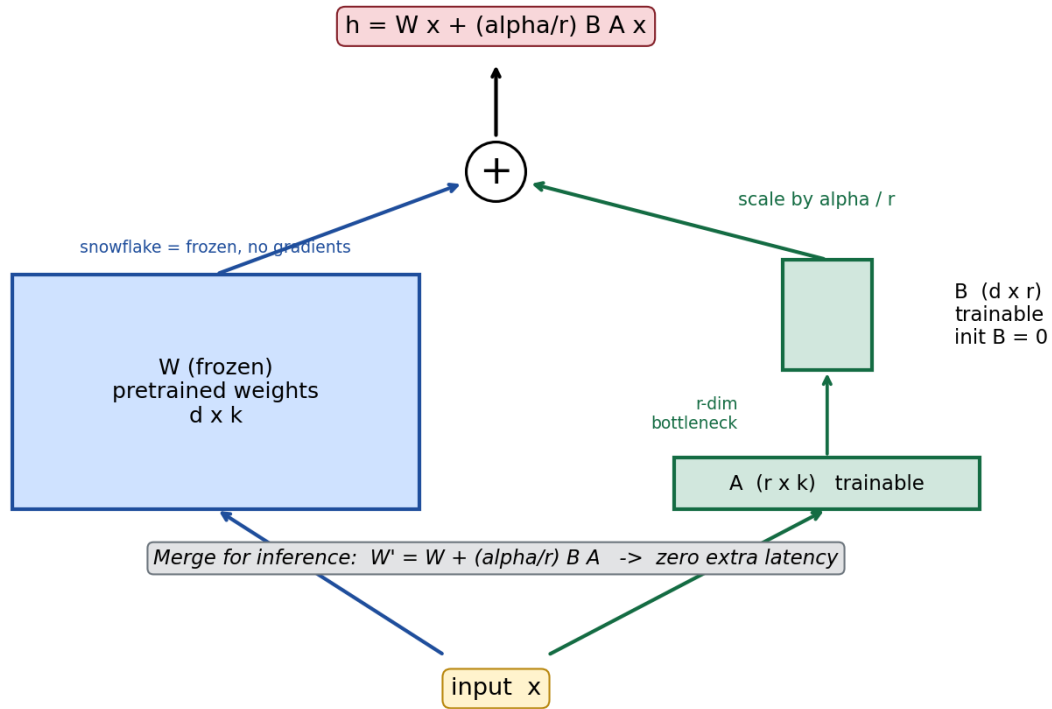 h = W x + (alpha/r) B A x
+
scale by alpha / r
snowflake = frozen, no gradients
W (frozen)
pretrained weights
d x k
B  (d x r)
trainable
init B = 0
r-dim
bottleneck
A  (r x k)   trainable
Merge for inference:  W' = W + (alpha/r) B A   ->  zero extra latency
input  x